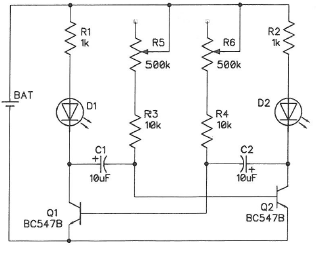 R1
1k
R5
500k
R6
500k
R2
1k
BAT
D1
D2
R3
10k
R4
10k
C1
+
10uF
C2
+
10uF
Q1
BC547B
Q2
BC547B